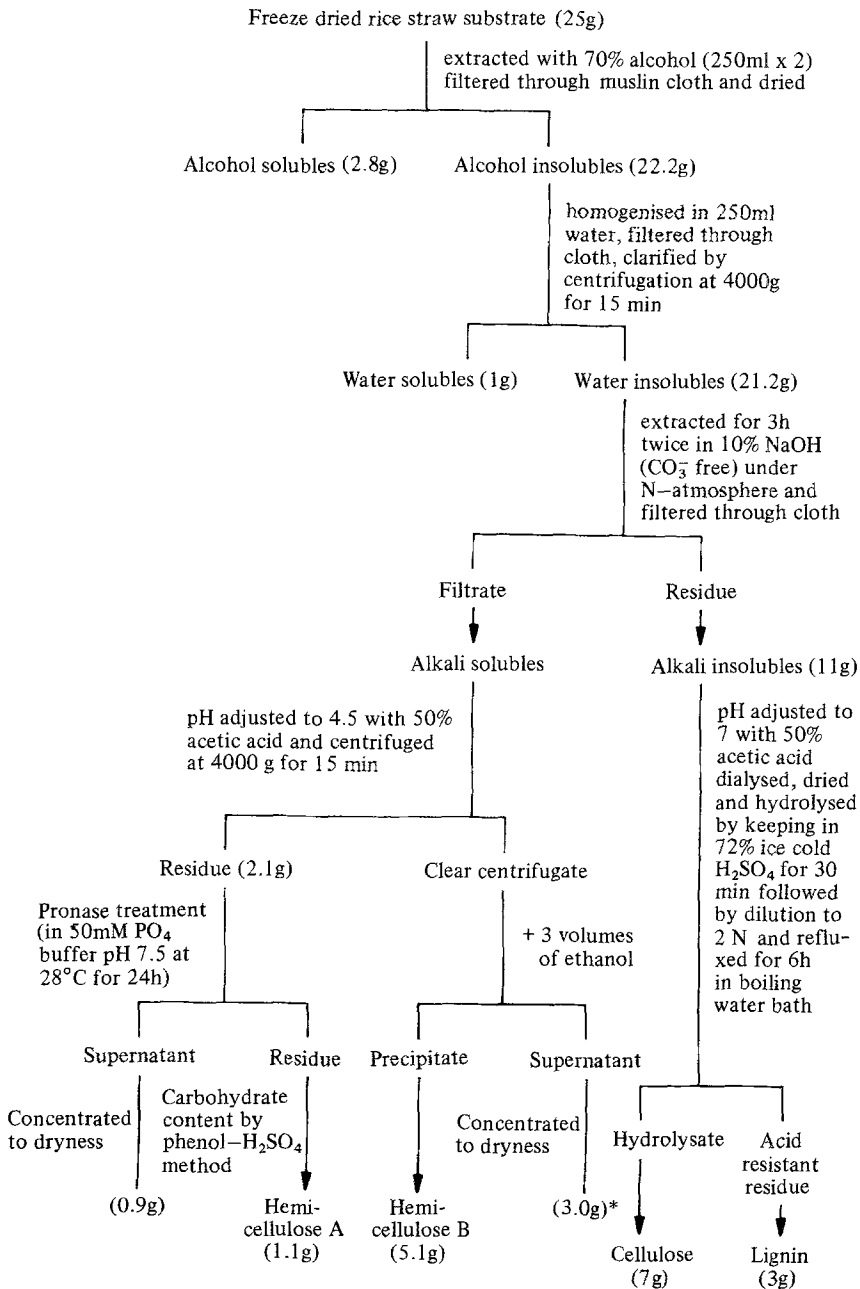 Freeze dried rice straw substrate (25g)
extracted with 70% alcohol (250ml x 2)
filtered through muslin cloth and dried
Alcohol solubles (2.8g)
Alcohol insolubles (22.2g)
homogenised in 250ml
water, filtered through
cloth, clarified by
centrifugation at 4000g
for 15 min
Water solubles (1g)
Water insolubles (21.2g)
extracted for 3h
twice in 10% NaOH
(CO₃⁻ free) under
N–atmosphere and
filtered through cloth
Filtrate
Residue
Alkali solubles
Alkali insolubles (11g)
pH adjusted to 4.5 with 50%
acetic acid and centrifuged
at 4000 g for 15 min
pH adjusted to
7 with 50%
acetic acid
dialysed, dried
and hydrolysed
by keeping in
72% ice cold
H₂SO₄ for 30
min followed
by dilution to
2 N and reflu-
xed for 6h
in boiling
water bath
Residue (2.1g)
Clear centrifugate
Pronase treatment
(in 50mM PO₄
buffer pH 7.5 at
28°C for 24h)
+ 3 volumes
of ethanol
Supernatant
Residue
Precipitate
Supernatant
Concentrated
to dryness
Carbohydrate
content by
phenol–H₂SO₄
method
Concentrated
to dryness
Hydrolysate
Acid
resistant
residue
(0.9g)
Hemi-
cellulose A
(1.1g)
Hemi-
cellulose B
(5.1g)
(3.0g)*
Cellulose
(7g)
Lignin
(3g)